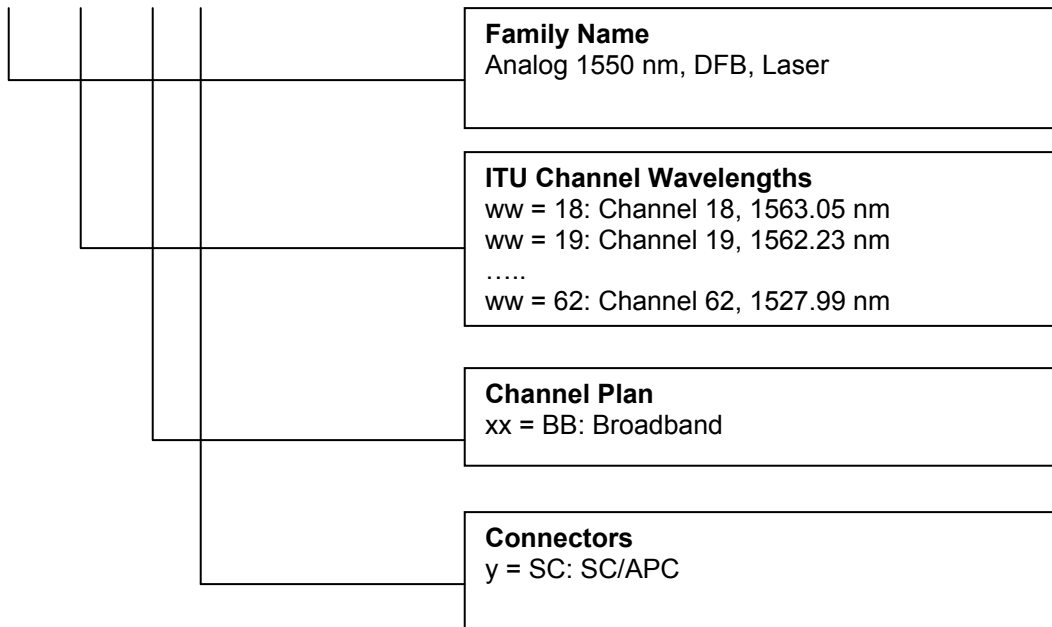 Family Name
Analog 1550 nm, DFB, Laser
ITU Channel Wavelengths
ww = 18: Channel 18, 1563.05 nm
ww = 19: Channel 19, 1562.23 nm
…..
ww = 62: Channel 62, 1527.99 nm
Channel Plan
xx = BB: Broadband
Connectors
y = SC: SC/APC